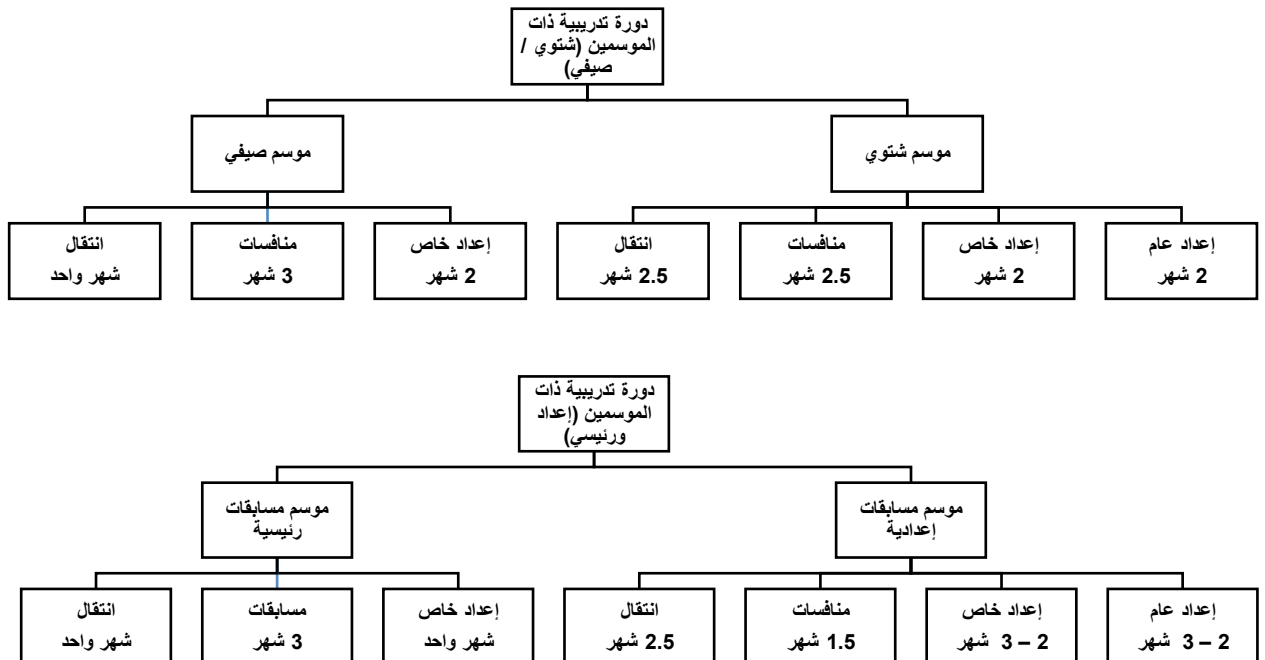 دورة تدريبية ذات
الموسمين (شتوي /
صيفي)
موسم شتوي
موسم صيفي
إعداد عام
2 شهر
إعداد خاص
2 شهر
منافسات
2.5 شهر
انتقال
2.5 شهر
إعداد خاص
2 شهر
منافسات
3 شهر
انتقال
شهر واحد
دورة تدريبية ذات
الموسمين (إعداد
ورئيسي)
موسم مسابقات
إعدادية
موسم مسابقات
رئيسية
إعداد عام
2 – 3 شهر
إعداد خاص
2 – 3 شهر
منافسات
1.5 شهر
انتقال
2.5 شهر
إعداد خاص
شهر واحد
مسابقات
3 شهر
انتقال
شهر واحد